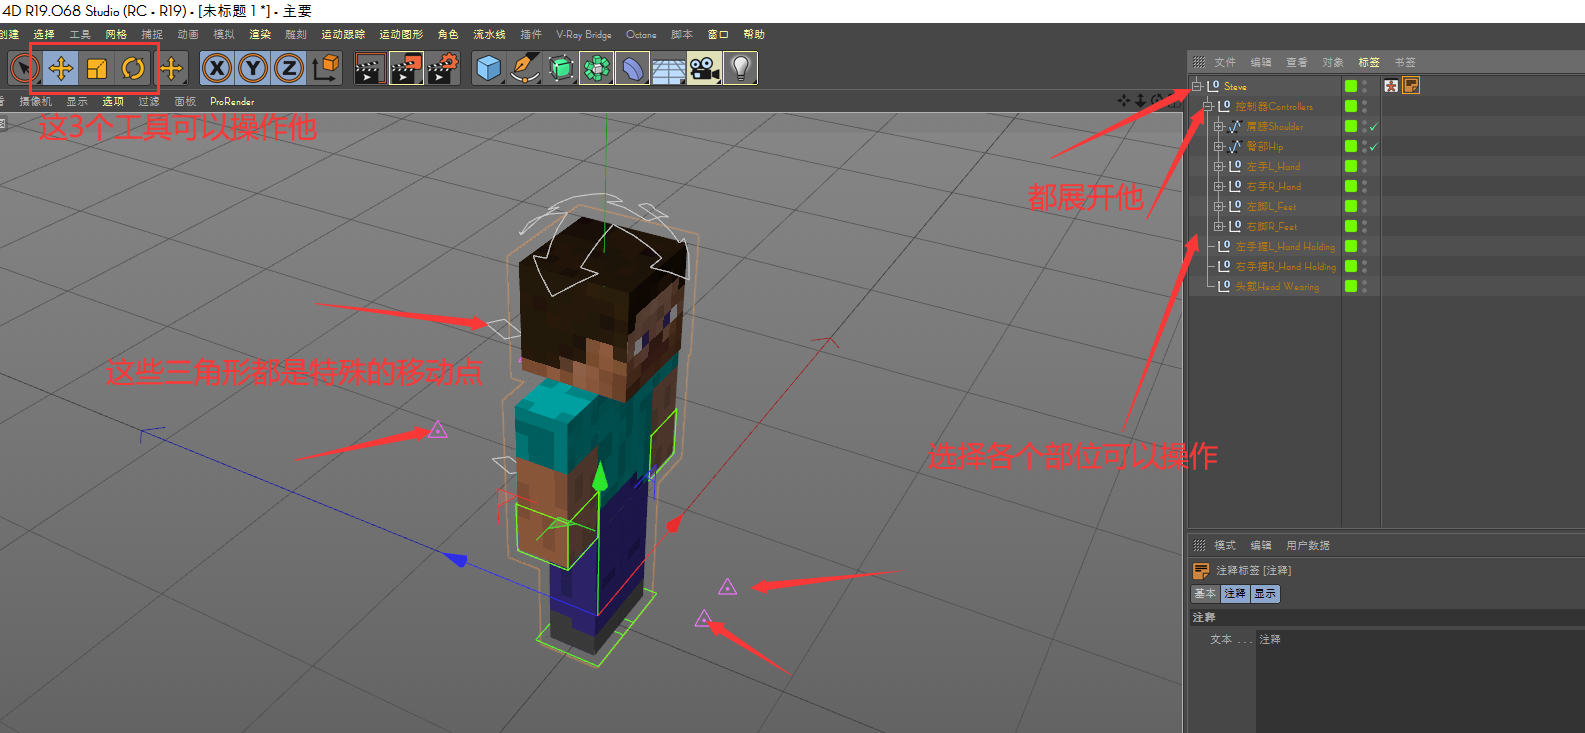 4D R19.068 Studio (RC - R19) - [未标题 1 *] - 主要
创建 选择 工具 网格 捕捉 动画 模拟 渲染 雕刻 运动跟踪 运动图形 角色 流水线 插件 V-Ray Bridge Octane 脚本 窗口 帮助
X Y Z
摄像机 显示 选项 过滤 面板 ProRender
文件 编辑 查看 对象 标签 书签
这3个工具可以操作他
Steve
控制器Controllers
肩膀Shoulder
臀部Hip
左手L_Hand
右手R_Hand
左脚L_Feet
右脚R_Feet
左手握L_Hand Holding
右手握R_Hand Holding
头戴Head Wearing
都展开他
这些三角形都是特殊的移动点
选择各个部位可以操作
模式 编辑 用户数据
注释标签 [注释]
基本 注释 显示
注释
文本 . . . 注释